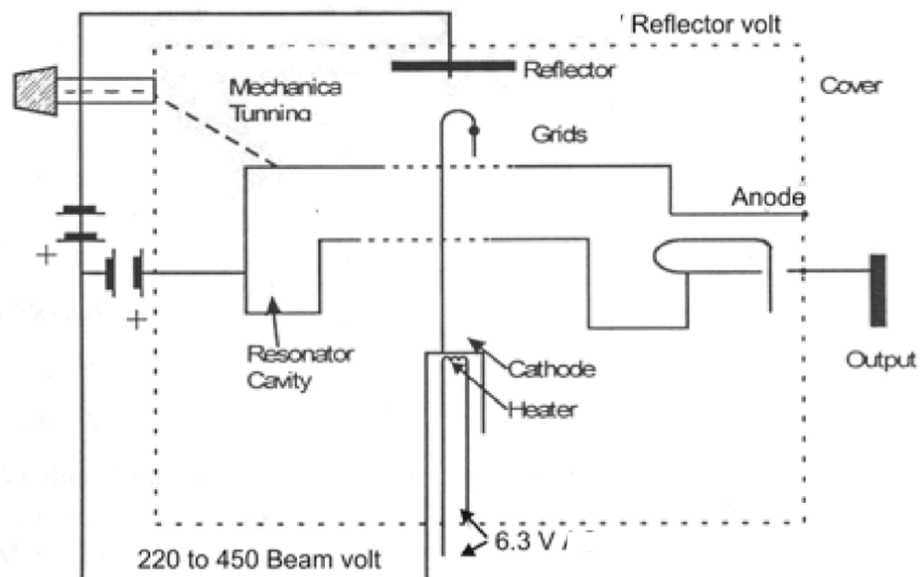 Reflector volt
Reflector
Cover
Mechanica
Tunning
Grids
Anode
+
+
Resonator
Cavity
Cathode
Heater
Output
6.3 V
220 to 450 Beam volt